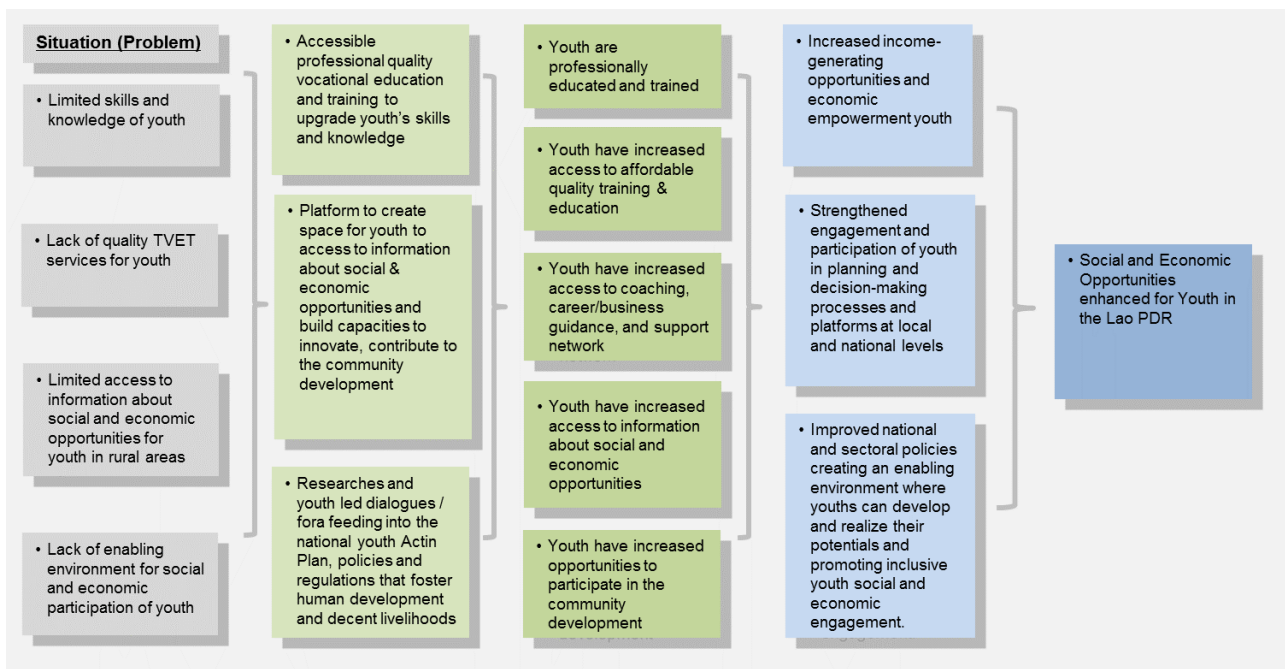 Situation (Problem)
• Limited skills and
knowledge of youth
• Lack of quality TVET
services for youth
• Limited access to
information about
social and economic
opportunities for
youth in rural areas
• Lack of enabling
environment for social
and economic
participation of youth
• Accessible
professional quality
vocational education
and training to
upgrade youth's skills
and knowledge
• Platform to create
space for youth to
access to information
about social &
economic
opportunities and
build capacities to
innovate, contribute to
the community
development
• Researches and
youth led dialogues /
fora feeding into the
national youth Actin
Plan, policies and
regulations that foster
human development
and decent livelihoods
• Youth are
professionally
educated and trained
• Youth have increased
access to affordable
quality training &
education
• Youth have increased
access to coaching,
career/business
guidance, and support
network
• Youth have increased
access to information
about social and
economic
opportunities
• Youth have increased
opportunities to
participate in the
community
development
• Increased income-
generating
opportunities and
economic
empowerment youth
• Strengthened
engagement and
participation of youth
in planning and
decision-making
processes and
platforms at local
and national levels
• Improved national
and sectoral policies
creating an enabling
environment where
youths can develop
and realize their
potentials and
promoting inclusive
youth social and
economic
engagement.
• Social and Economic
Opportunities
enhanced for Youth in
the Lao PDR